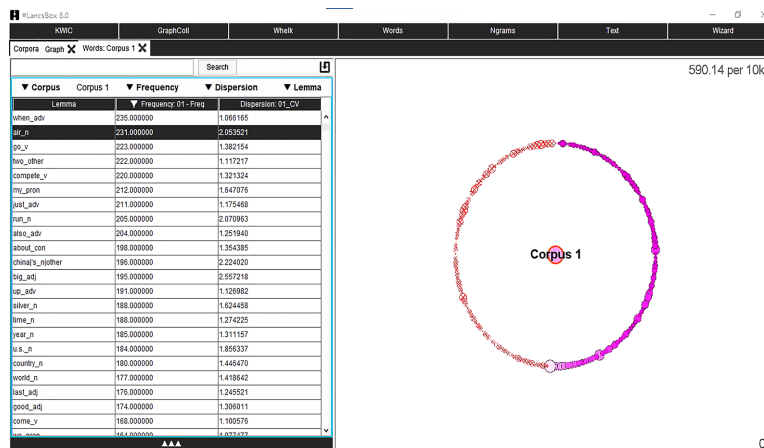 #LancsBox 6.0
KWIC GraphColl Whelk Words Ngrams Text Wizard
Corpora Graph Words: Corpus 1
Search
Corpus Corpus 1 Frequency Dispersion Lemma
Lemma Frequency: 01 - Freq Dispersion: 01_CV
when_adv 235.000000 1.066165
air_n 231.000000 2.053521
go_v 223.000000 1.382154
two_other 222.000000 1.117217
compete_v 220.000000 1.321324
my_pron 212.000000 1.647076
just_adv 211.000000 1.175468
run_n 205.000000 2.070963
also_adv 204.000000 1.251940
about_con 198.000000 1.354385
china|'s_n|other 196.000000 2.224020
big_adj 195.000000 2.557218
up_adv 191.000000 1.126982
silver_n 188.000000 1.624458
time_n 188.000000 1.274225
year_n 185.000000 1.311157
u.s._n 184.000000 1.856337
country_n 180.000000 1.446470
world_n 177.000000 1.418642
last_adj 176.000000 1.245521
good_adj 174.000000 1.306011
come_v 168.000000 1.100576
590.14 per 10k
Corpus 1